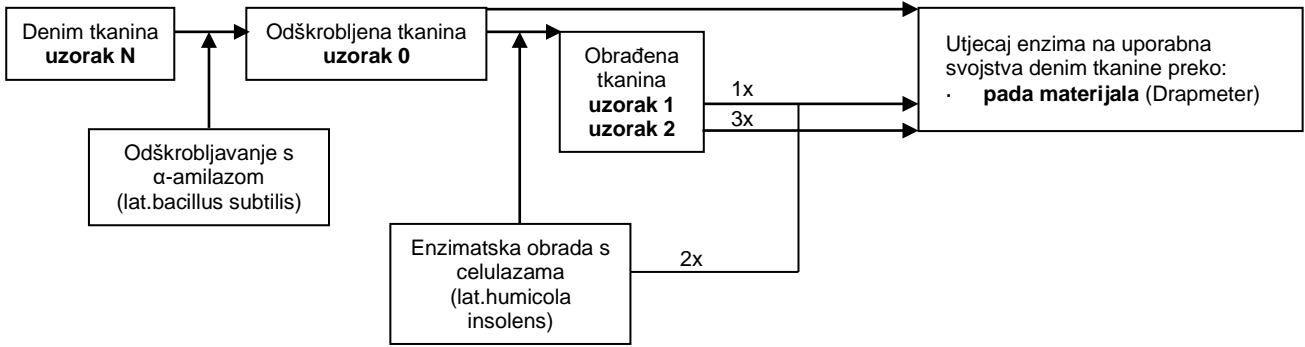 Denim tkanina
uzorak N
Odškrobljena tkanina
uzorak 0
Obrađena
tkanina
uzorak 1
uzorak 2
1x
3x
Utjecaj enzima na uporabna
svojstva denim tkanine preko:
· pada materijala (Drapmeter)
Odškrobljavanje s
α-amilazom
(lat.bacillus subtilis)
Enzimatska obrada s
celulazama
(lat.humicola
insolens)
2x